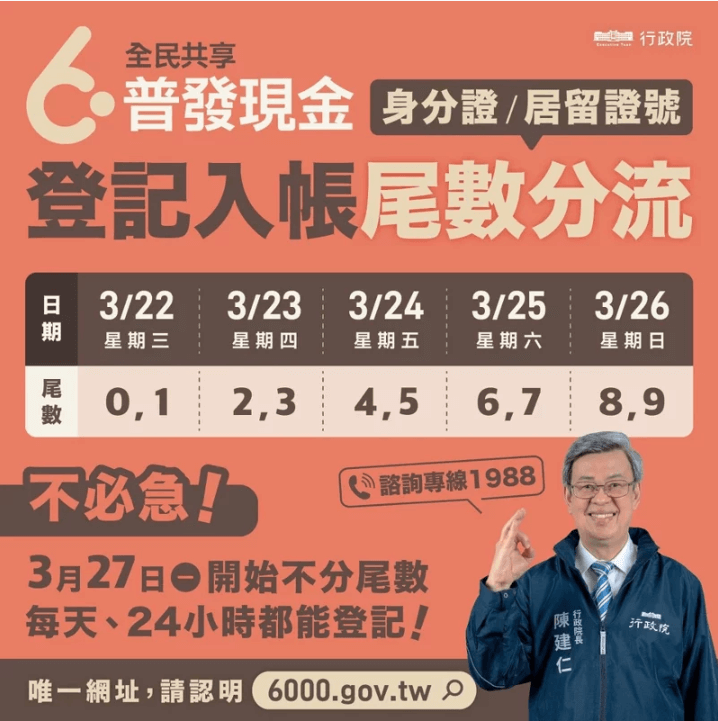 全民共享
普發現金
行政院
身分證/居留證號
登記入帳尾數分流
日期 3/22 3/23 3/24 3/25 3/26
星期三 星期四 星期五 星期六 星期日
尾數 0,1 2,3 4,5 6,7 8,9
不必急!
諮詢專線1988
3月27日㊀開始不分尾數
每天、24小時都能登記!
行政院長
陳建仁
行政院
唯一網址,請認明 6000.gov.tw